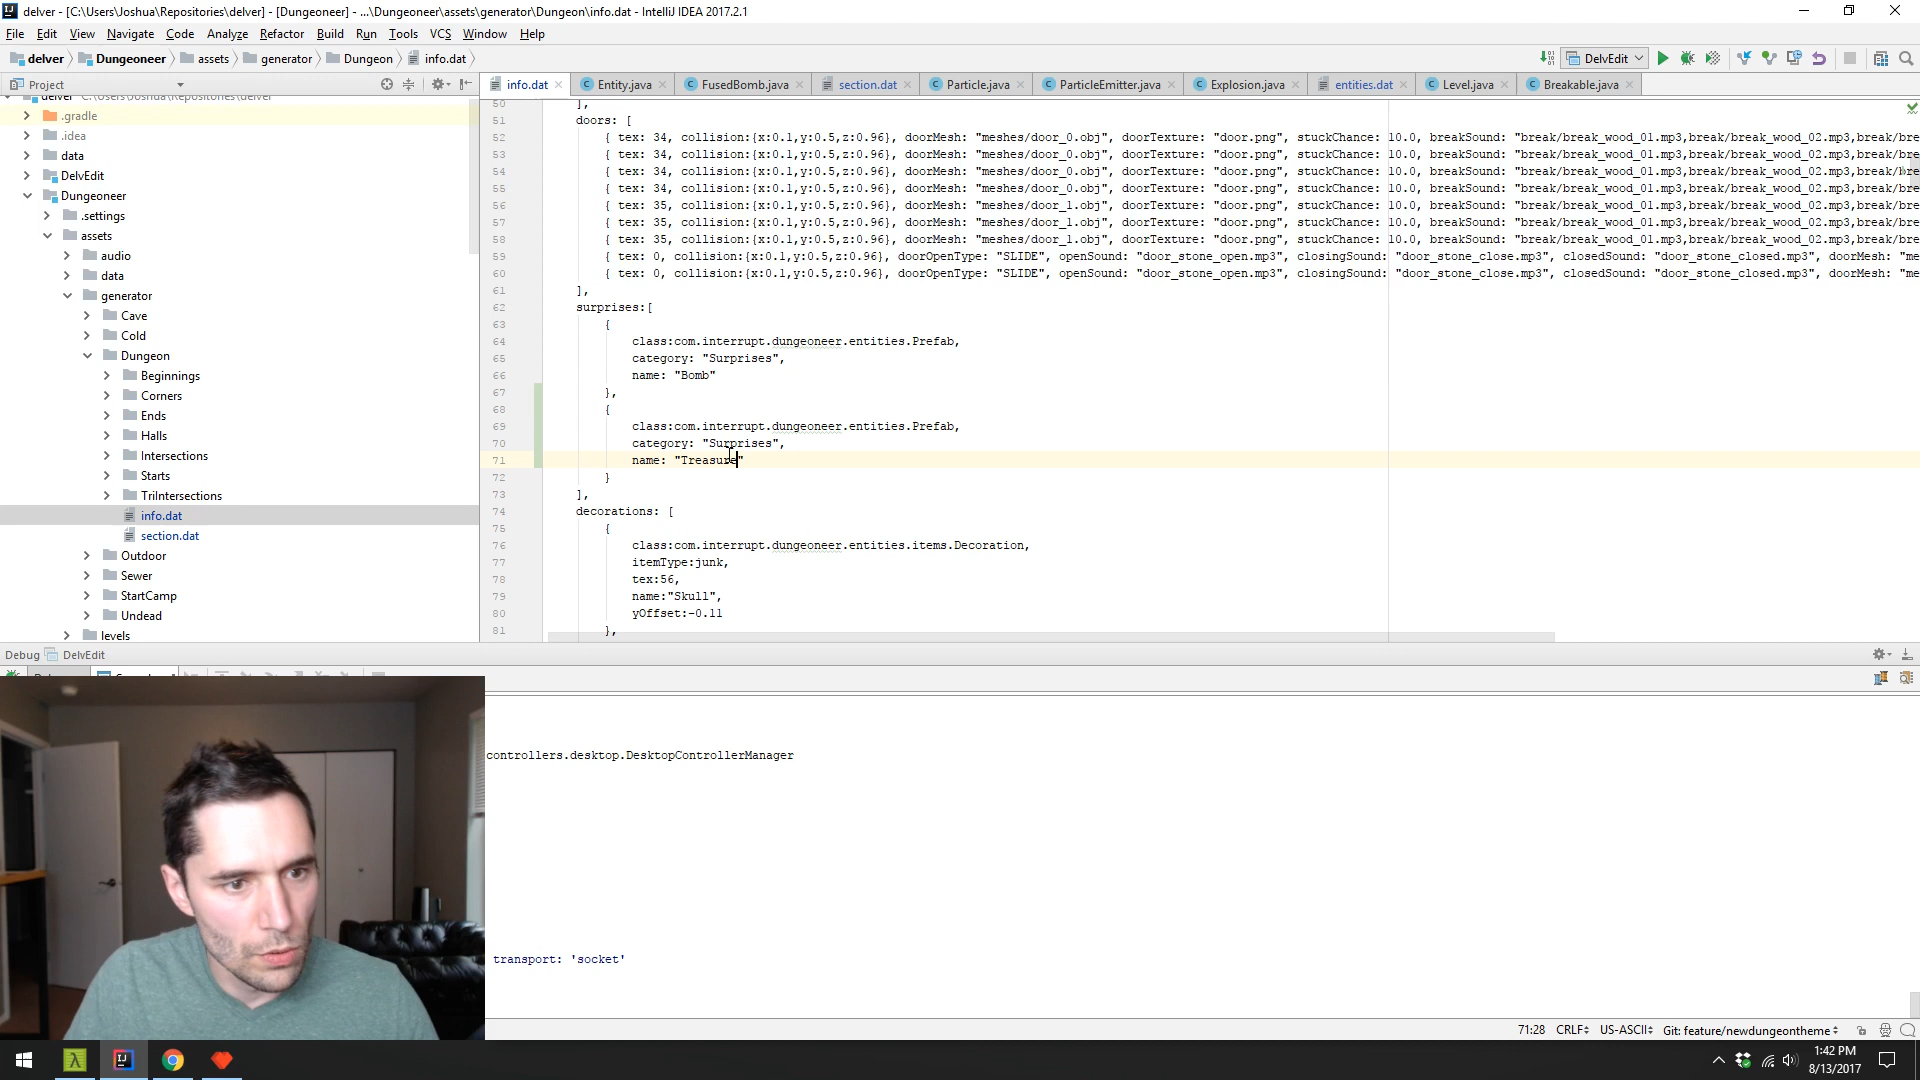 delver - [C:\Users\Joshua\Repositories\delver] - [Dungeoneer] - ...\Dungeoneer\assets\generator\Dungeon\info.dat - IntelliJ IDEA 2017.2.1
File Edit View Navigate Code Analyze Refactor Build Run Tools VCS Window Help
delver Dungeoneer assets generator Dungeon info.dat DelvEdit
Project info.dat Entity.java FusedBomb.java section.dat Particle.java ParticleEmitter.java Explosion.java entities.dat Level.java Breakable.java
delver C:\Users\Joshua\Repositories\delver
.gradle
.idea
data
DelvEdit
Dungeoneer
.settings
assets
audio
data
generator
Cave
Cold
Dungeon
Beginnings
Corners
Ends
Halls
Intersections
Starts
TriIntersections
info.dat
section.dat
Outdoor
Sewer
StartCamp
Undead
levels
50 ],
51 doors: [
52 { tex: 34, collision:{x:0.1,y:0.5,z:0.96}, doorMesh: "meshes/door_0.obj", doorTexture: "door.png", stuckChance: 10.0, breakSound: "break/break_wood_01.mp3,break/break_wood_02.mp3,break/bre
53 { tex: 34, collision:{x:0.1,y:0.5,z:0.96}, doorMesh: "meshes/door_0.obj", doorTexture: "door.png", stuckChance: 10.0, breakSound: "break/break_wood_01.mp3,break/break_wood_02.mp3,break/bre
54 { tex: 34, collision:{x:0.1,y:0.5,z:0.96}, doorMesh: "meshes/door_0.obj", doorTexture: "door.png", stuckChance: 10.0, breakSound: "break/break_wood_01.mp3,break/break_wood_02.mp3,break/bre
55 { tex: 34, collision:{x:0.1,y:0.5,z:0.96}, doorMesh: "meshes/door_0.obj", doorTexture: "door.png", stuckChance: 10.0, breakSound: "break/break_wood_01.mp3,break/break_wood_02.mp3,break/bre
56 { tex: 35, collision:{x:0.1,y:0.5,z:0.96}, doorMesh: "meshes/door_1.obj", doorTexture: "door.png", stuckChance: 10.0, breakSound: "break/break_wood_01.mp3,break/break_wood_02.mp3,break/bre
57 { tex: 35, collision:{x:0.1,y:0.5,z:0.96}, doorMesh: "meshes/door_1.obj", doorTexture: "door.png", stuckChance: 10.0, breakSound: "break/break_wood_01.mp3,break/break_wood_02.mp3,break/bre
58 { tex: 35, collision:{x:0.1,y:0.5,z:0.96}, doorMesh: "meshes/door_1.obj", doorTexture: "door.png", stuckChance: 10.0, breakSound: "break/break_wood_01.mp3,break/break_wood_02.mp3,break/bre
59 { tex: 0, collision:{x:0.1,y:0.5,z:0.96}, doorOpenType: "SLIDE", openSound: "door_stone_open.mp3", closingSound: "door_stone_close.mp3", closedSound: "door_stone_closed.mp3", doorMesh: "me
60 { tex: 0, collision:{x:0.1,y:0.5,z:0.96}, doorOpenType: "SLIDE", openSound: "door_stone_open.mp3", closingSound: "door_stone_close.mp3", closedSound: "door_stone_closed.mp3", doorMesh: "me
61 ],
62 surprises:[
63 {
64 class:com.interrupt.dungeoneer.entities.Prefab,
65 category: "Surprises",
66 name: "Bomb"
67 },
68 {
69 class:com.interrupt.dungeoneer.entities.Prefab,
70 category: "Surprises",
71 name: "Treasure"
72 }
73 ],
74 decorations: [
75 {
76 class:com.interrupt.dungeoneer.entities.items.Decoration,
77 itemType:junk,
78 tex:56,
79 name:"Skull",
80 yOffset:-0.11
81 },
Debug DelvEdit
controllers.desktop.DesktopControllerManager
transport: 'socket'
71:28 CRLF US-ASCII Git: feature/newdungeontheme
1:42 PM
8/13/2017